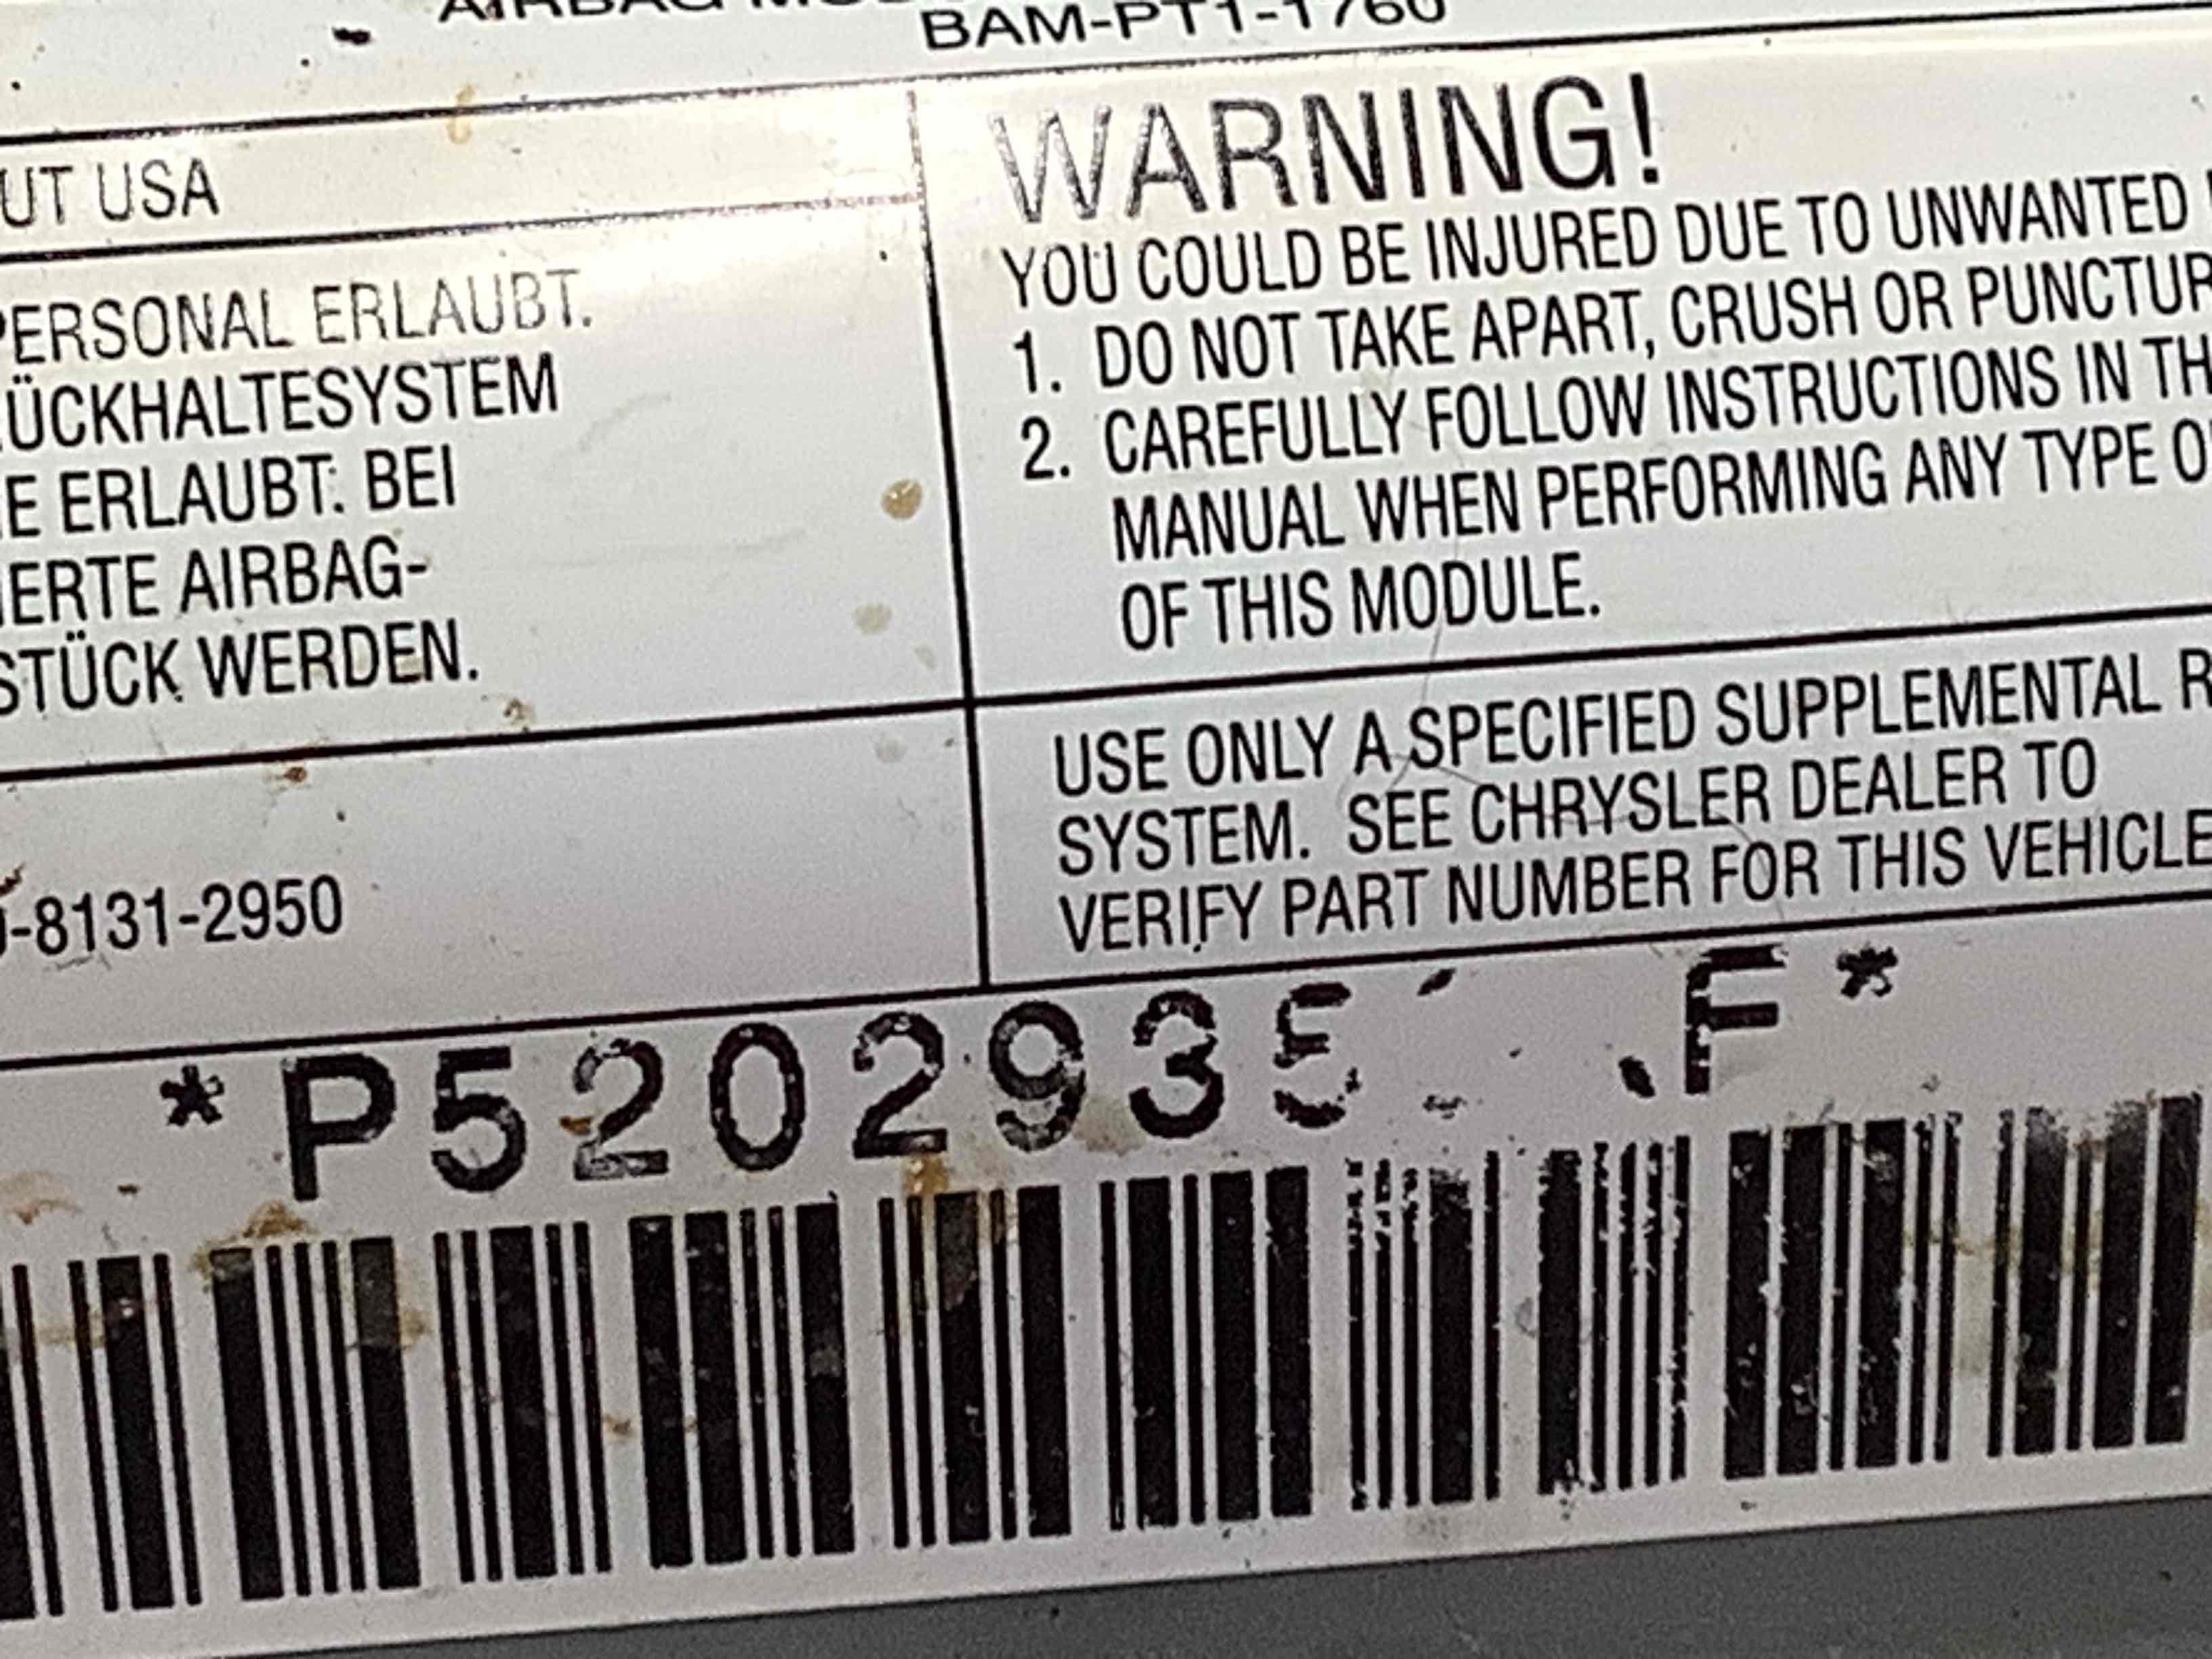 BAM-PT1-1760
UT USA
PERSONAL ERLAUBT.
ÜCKHALTESYSTEM
E ERLAUBT. BEI
IERTE AIRBAG-
STÜCK WERDEN.
-8131-2950
WARNING!
YOU COULD BE INJURED DUE TO UNWANTED
1. DO NOT TAKE APART, CRUSH OR PUNCTUR
2. CAREFULLY FOLLOW INSTRUCTIONS IN TH
MANUAL WHEN PERFORMING ANY TYPE O
OF THIS MODULE.
USE ONLY A SPECIFIED SUPPLEMENTAL R
SYSTEM. SEE CHRYSLER DEALER TO
VERIFY PART NUMBER FOR THIS VEHICLE